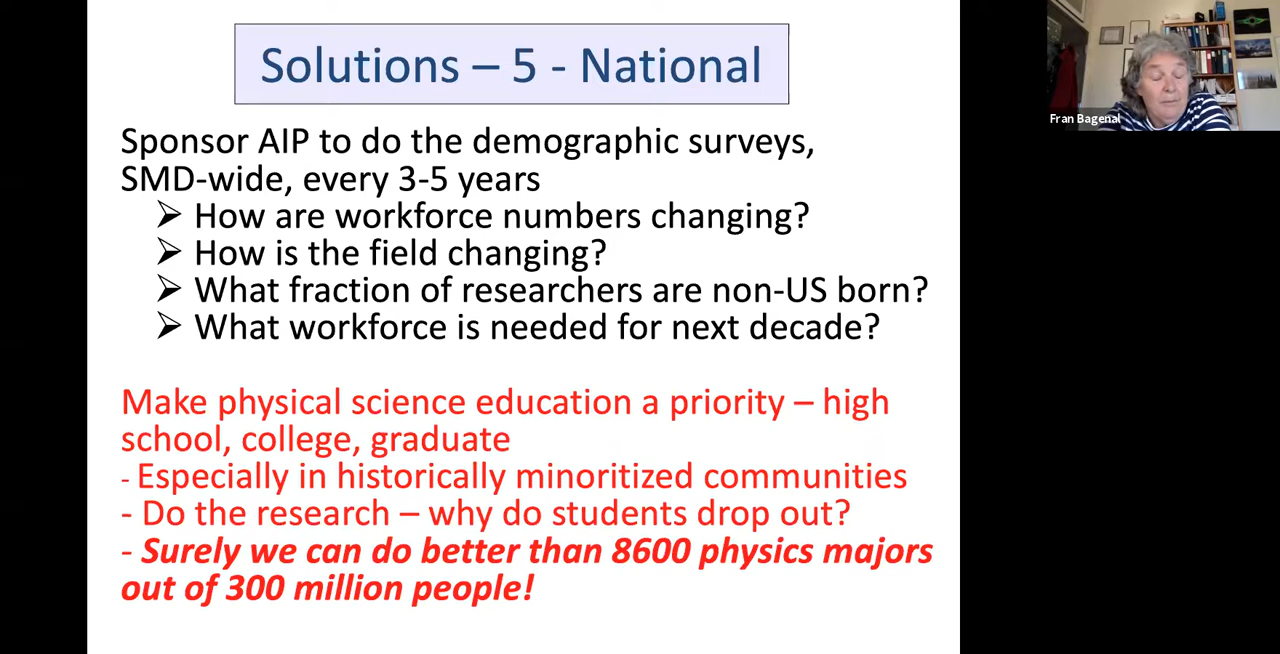 Solutions – 5 - National
Sponsor AIP to do the demographic surveys,
SMD-wide, every 3-5 years
➢ How are workforce numbers changing?
➢ How is the field changing?
➢ What fraction of researchers are non-US born?
➢ What workforce is needed for next decade?
Make physical science education a priority – high
school, college, graduate
- Especially in historically minoritized communities
- Do the research – why do students drop out?
- Surely we can do better than 8600 physics majors
out of 300 million people!
Fran Bagenal